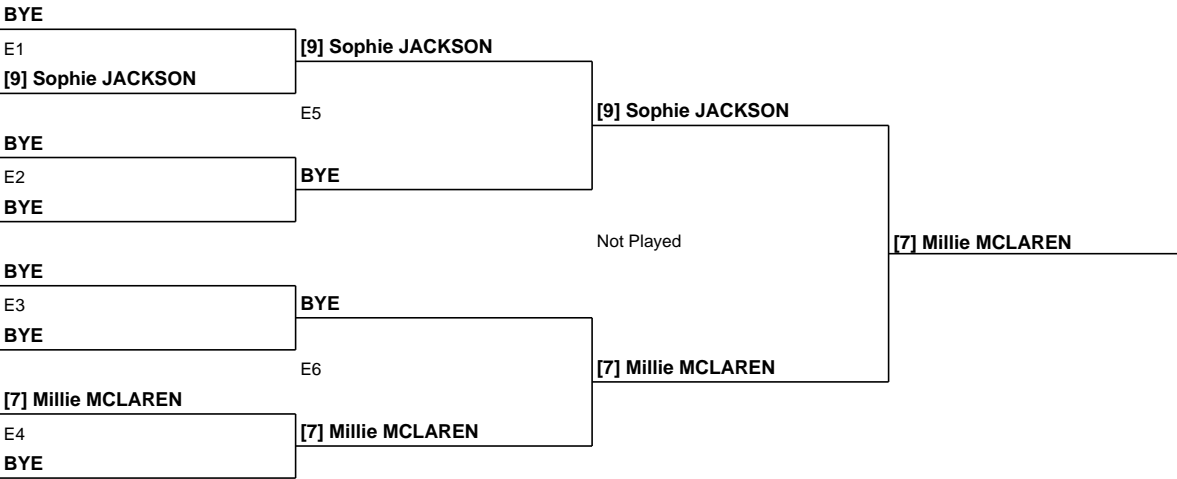 BYE
E1
[9] Sophie JACKSON
[9] Sophie JACKSON
E5
[9] Sophie JACKSON
BYE
E2
BYE
BYE
Not Played
[7] Millie MCLAREN
BYE
E3
BYE
BYE
E6
[7] Millie MCLAREN
[7] Millie MCLAREN
E4
[7] Millie MCLAREN
BYE